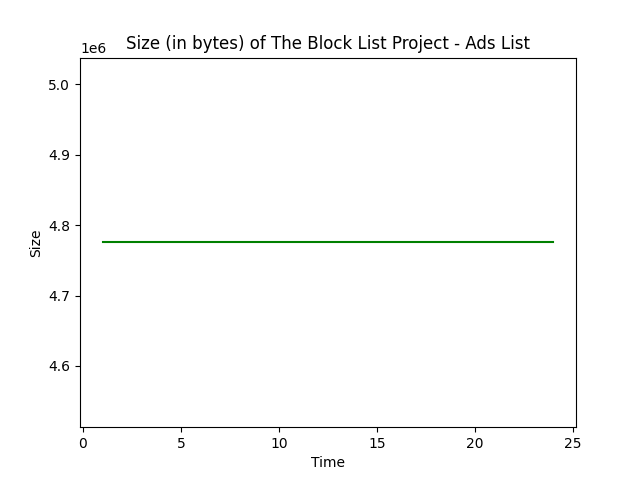 Size (in bytes) of The Block List Project - Ads List
1e6
5.0
4.9
4.8
4.7
4.6
Size
0 5 10 15 20 25
Time